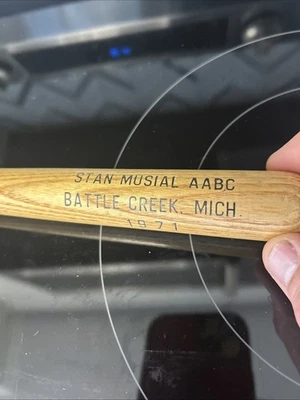 STAN MUSIAL AABC
BATTLE CREEK, MICH.
1971